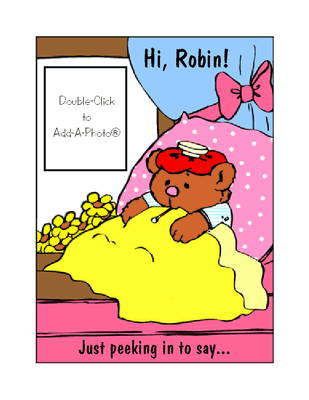 Hi, Robin!
Double-Click
to
Add-A-Photo®
Just peeking in to say...